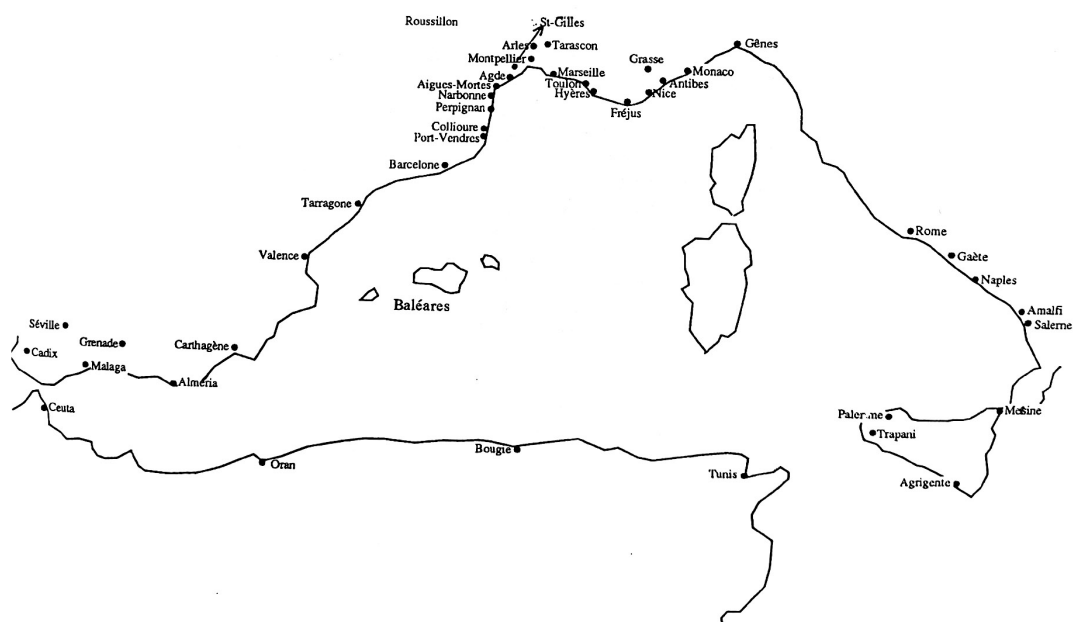 Roussillon
St-Gilles
Arles
Tarascon
Gênes
Montpellier
Grasse
Agde
Marseille
Monaco
Aigues-Mortes
Toulon
Antibes
Narbonne
Hyères
Nice
Perpignan
Fréjus
Collioure
Port-Vendres
Barcelone
Tarragone
Rome
Valence
Gaète
Naples
Baléares
Amalfi
Salerne
Séville
Grenade
Carthagène
Cadix
Malaga
Alméria
Ceuta
Palerme
Messine
Trapani
Bougie
Oran
Tunis
Agrigente